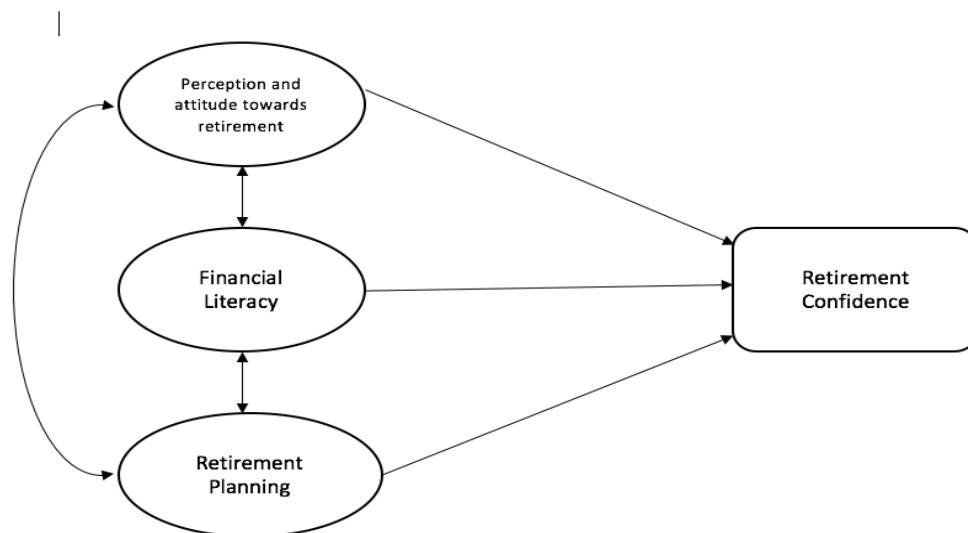 Perception and
attitude towards
retirement
Financial
Literacy
Retirement
Confidence
Retirement
Planning